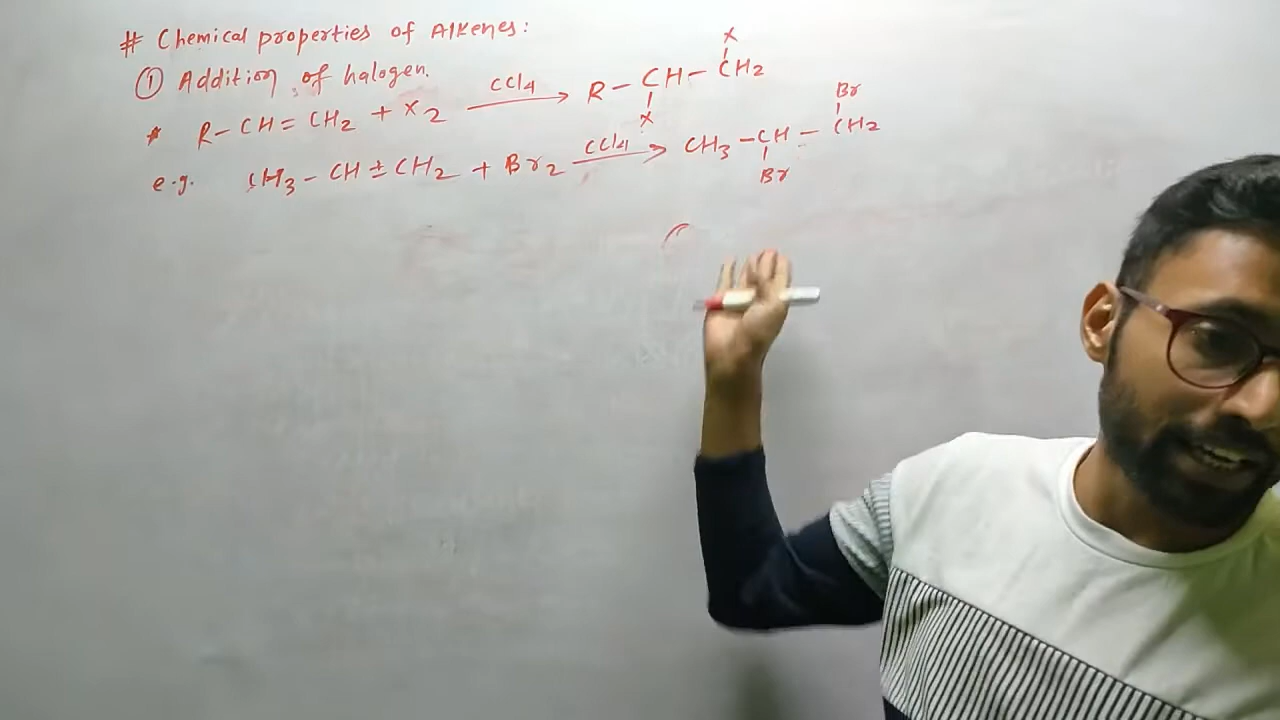 # Chemical properties of Alkenes:
① Addition of halogen.
X
* R- CH = CH2 + X2 CCl4 → R - CH - CH2
X
Br
e.g. CH3 - CH = CH2 + Br2 CCl4 → CH3 - CH - CH2
Br